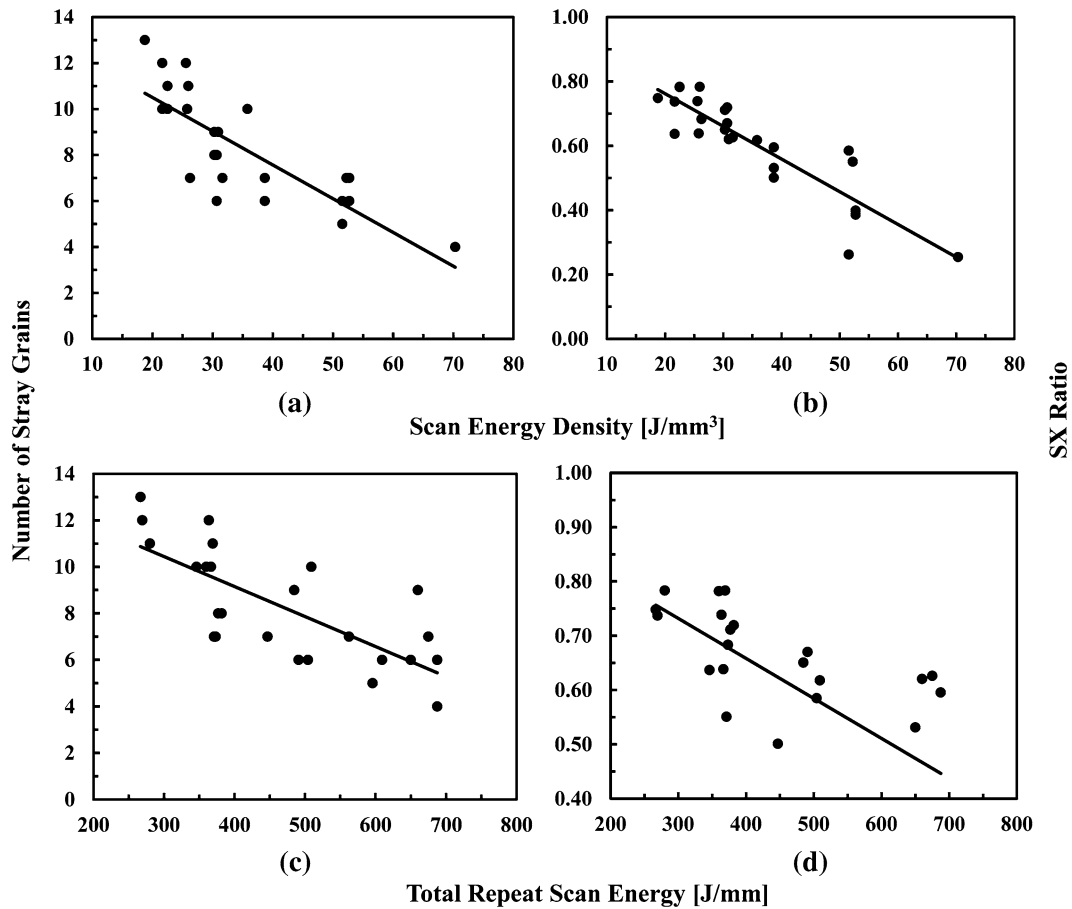 14
12
10
8
6
4
2
0
10 20 30 40 50 60 70 80
(a)
1.00
0.80
0.60
0.40
0.20
0.00
10 20 30 40 50 60 70 80
(b)
Scan Energy Density [J/mm³]
Number of Stray Grains
SX Ratio
14
12
10
8
6
4
2
0
200 300 400 500 600 700 800
(c)
1.00
0.90
0.80
0.70
0.60
0.50
0.40
200 300 400 500 600 700 800
(d)
Total Repeat Scan Energy [J/mm]